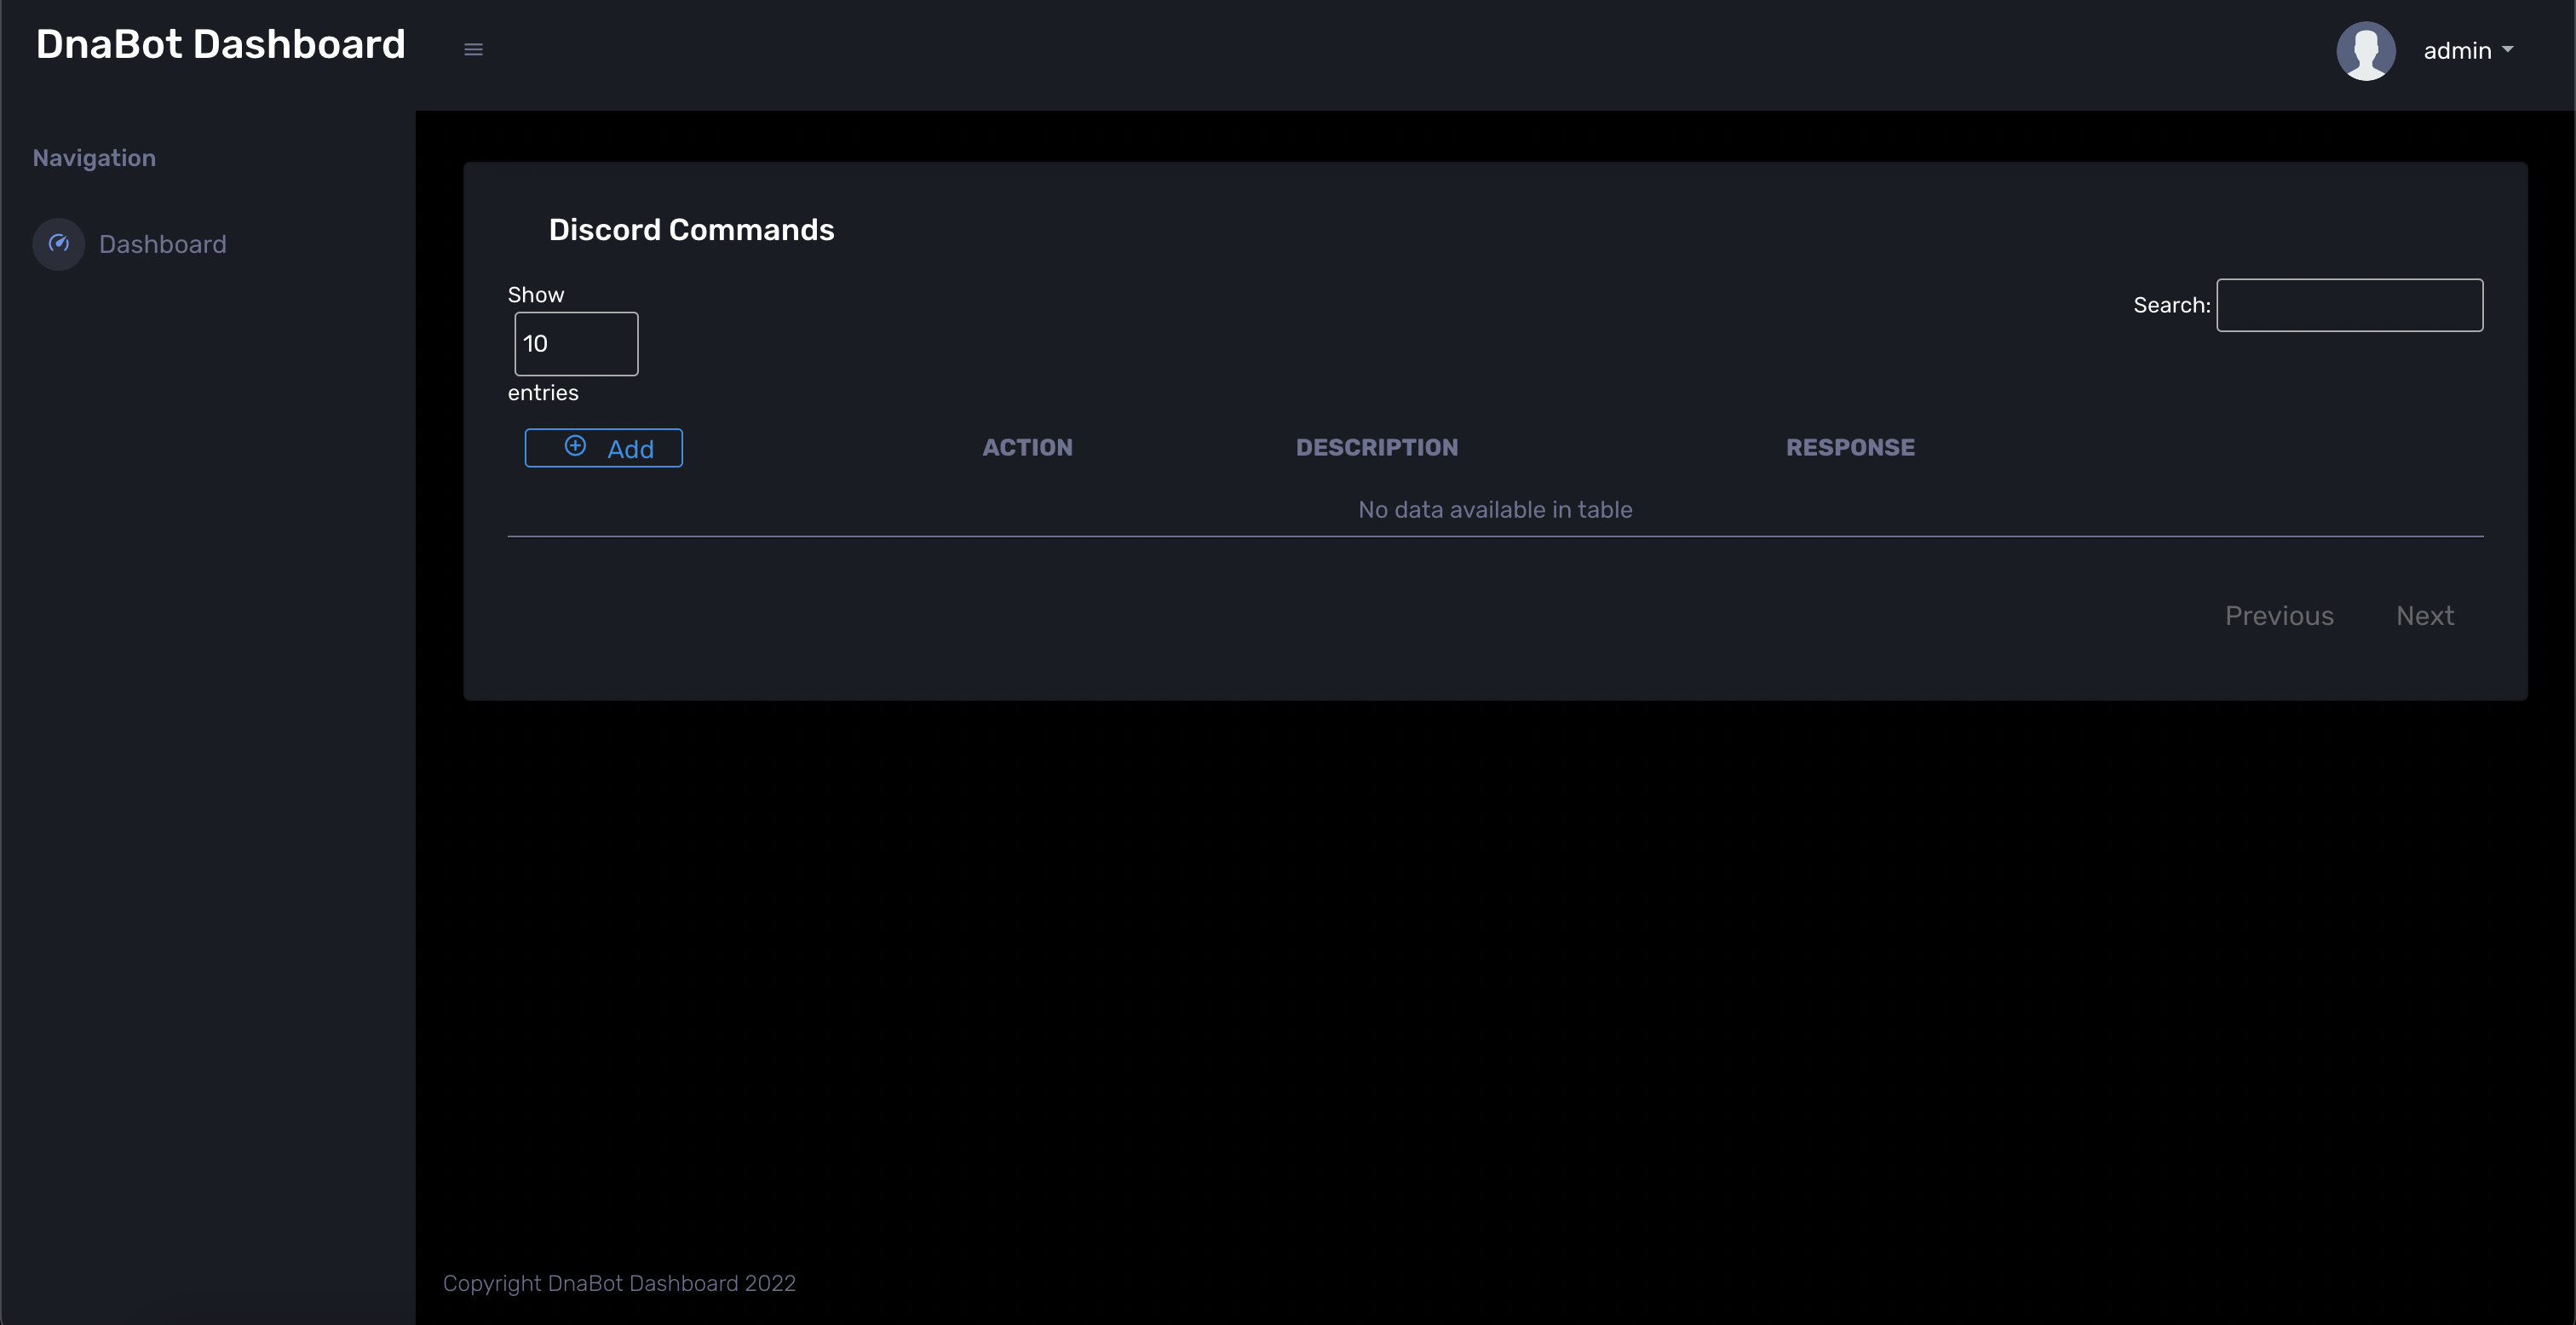 DnaBot Dashboard
admin
Navigation
Dashboard
Discord Commands
Show
10
entries
Search:
Add ACTION DESCRIPTION RESPONSE
No data available in table
Previous Next
Copyright DnaBot Dashboard 2022